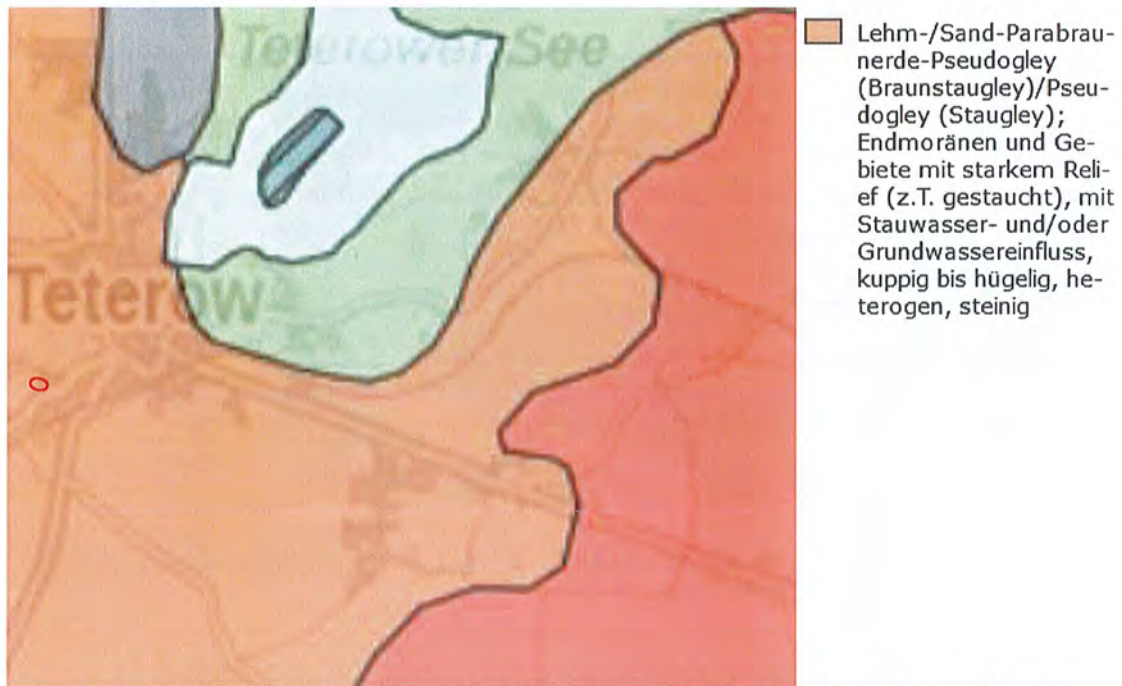 Teterower See
Teterow
Lehm-/Sand-Parabrau-
nerde-Pseudogley
(Braunstaugley)/Pseu-
dogley (Staugley);
Endmoränen und Ge-
biete mit starkem Reli-
ef (z.T. gestaucht), mit
Stauwasser- und/oder
Grundwassereinfluss,
kuppig bis hügelig, he-
terogen, steinig